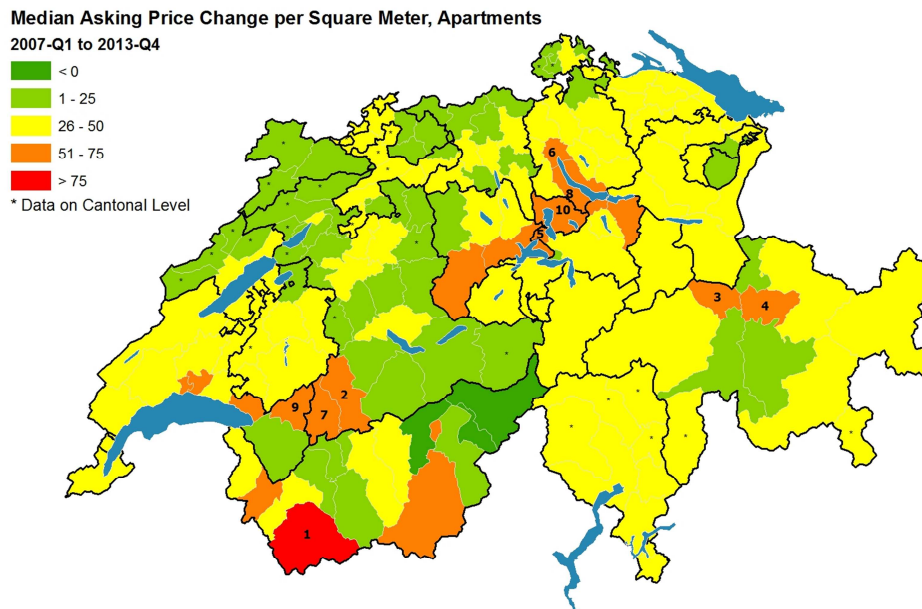 Median Asking Price Change per Square Meter, Apartments
2007-Q1 to 2013-Q4
< 0
1 - 25
26 - 50
51 - 75
> 75
* Data on Cantonal Level
6
8
10
5
3
4
2
9
7
1